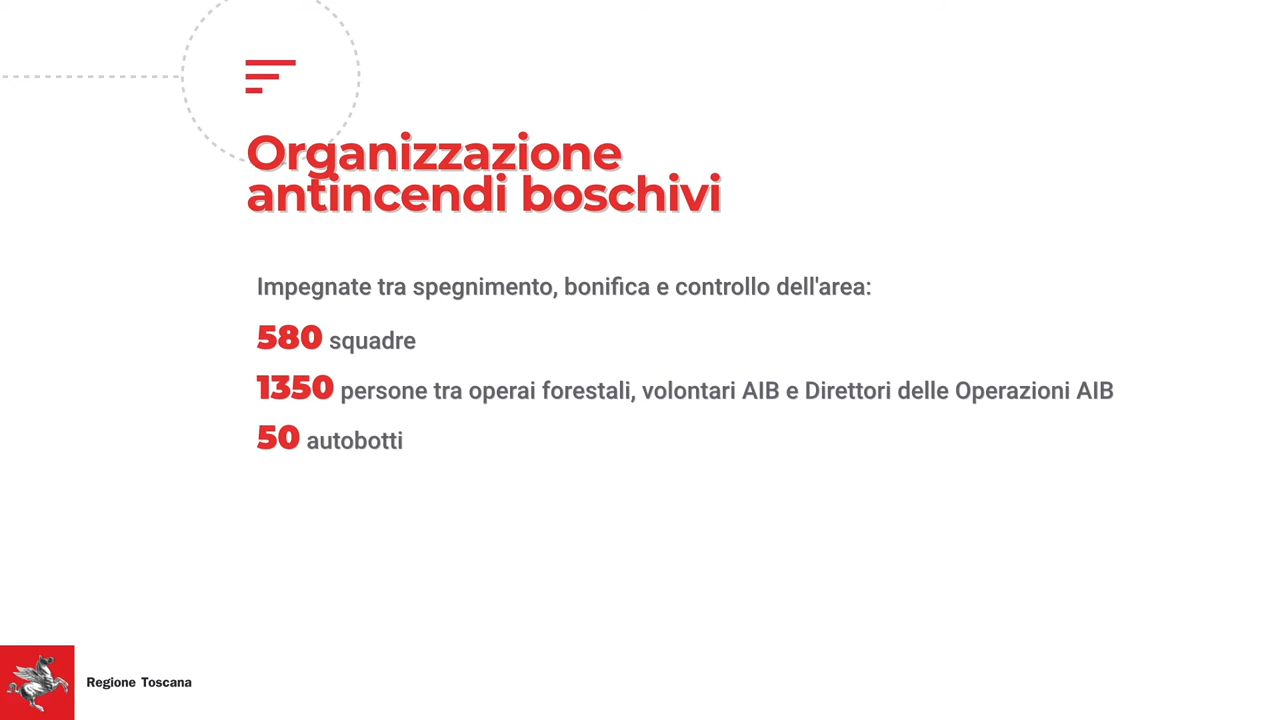 Organizzazione
antincendi boschivi
Impegnate tra spegnimento, bonifica e controllo dell'area:
580 squadre
1350 persone tra operai forestali, volontari AIB e Direttori delle Operazioni AIB
50 autobotti
Regione Toscana